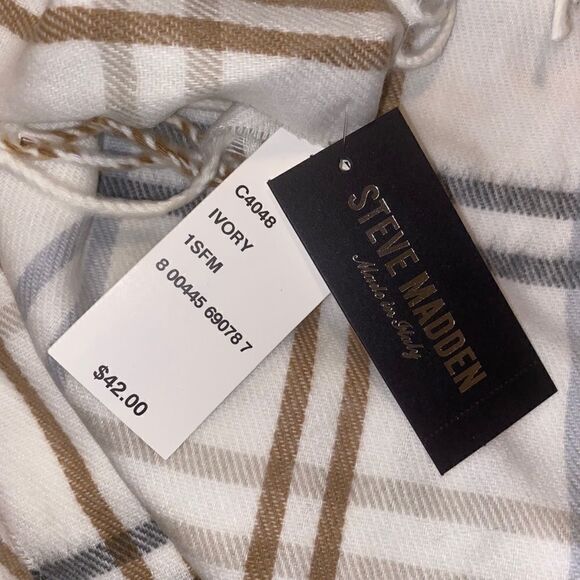 C4048
IVORY
1SFM
8 00445 69078 7
$42.00
STEVE MADDEN
Made in Italy